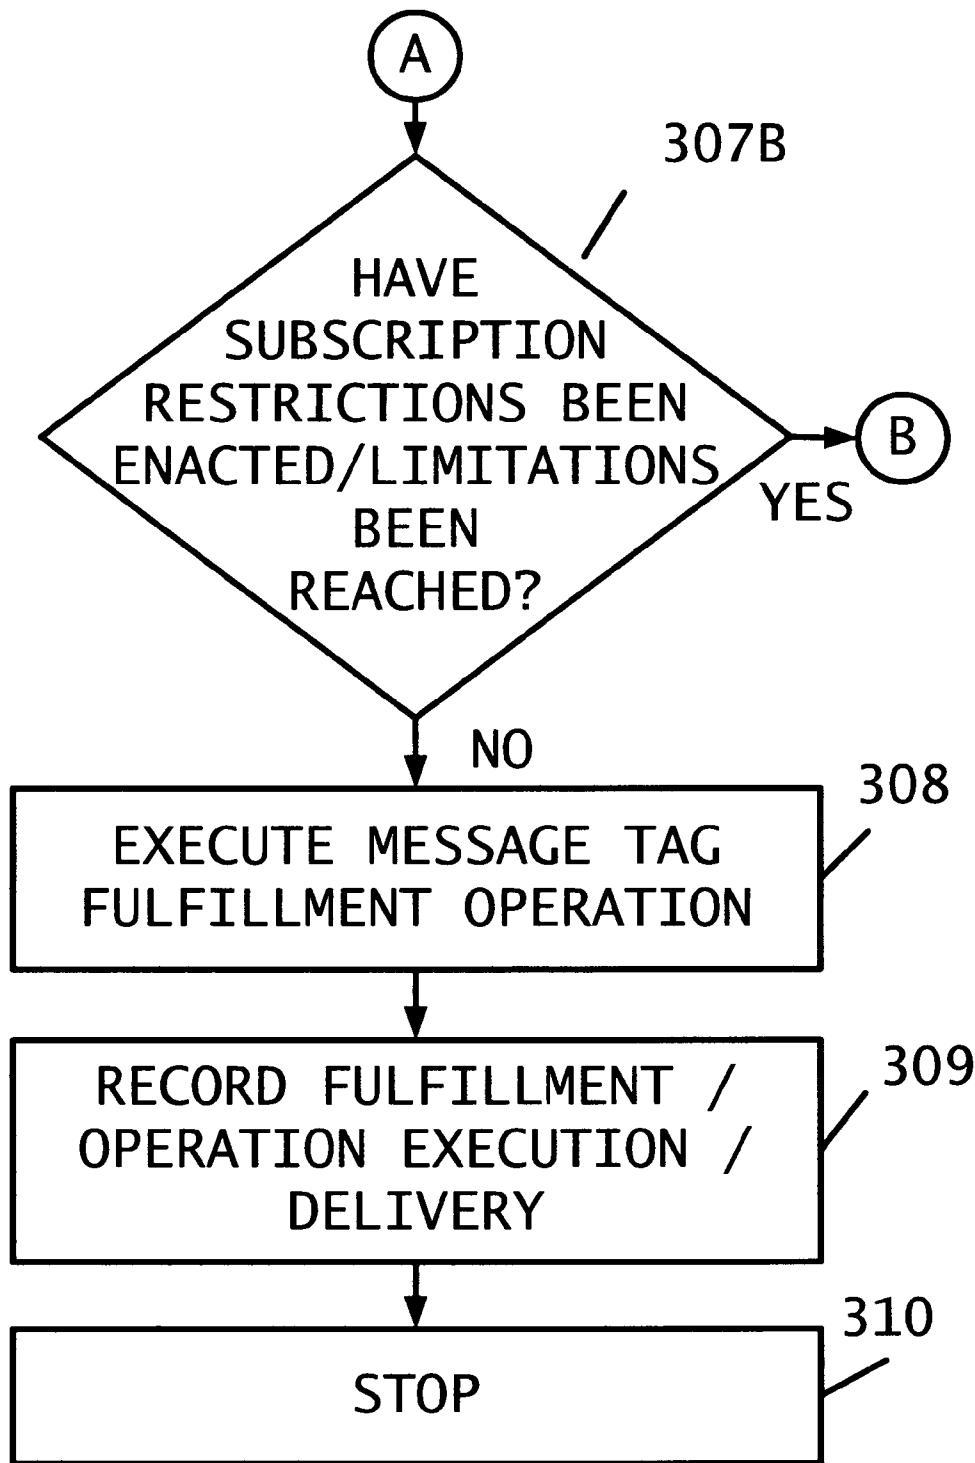 A
307B
HAVE
SUBSCRIPTION
RESTRICTIONS BEEN
ENACTED/LIMITATIONS
BEEN
REACHED?
B
YES
NO
308
EXECUTE MESSAGE TAG
FULFILLMENT OPERATION
309
RECORD FULFILLMENT /
OPERATION EXECUTION /
DELIVERY
310
STOP